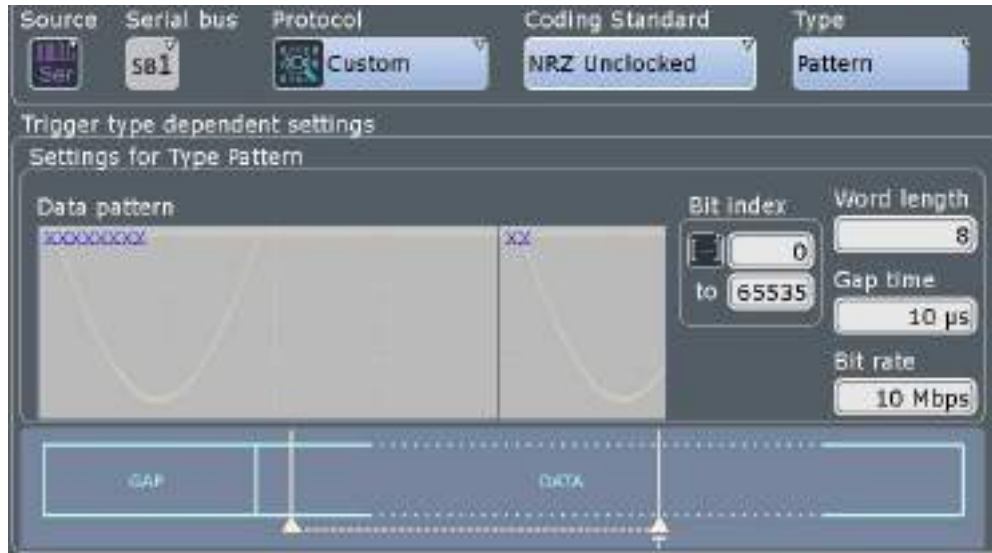 Source Serial bus Protocol Coding Standard Type
Ser SB1 Custom NRZ Unclocked Pattern
Trigger type dependent settings
Settings for Type Pattern
Data pattern Bit index Word length
XXXXXXXX XX 0 8
to 65535 Gap time
10 µs
Bit rate
10 Mbps
GAP DATA
T